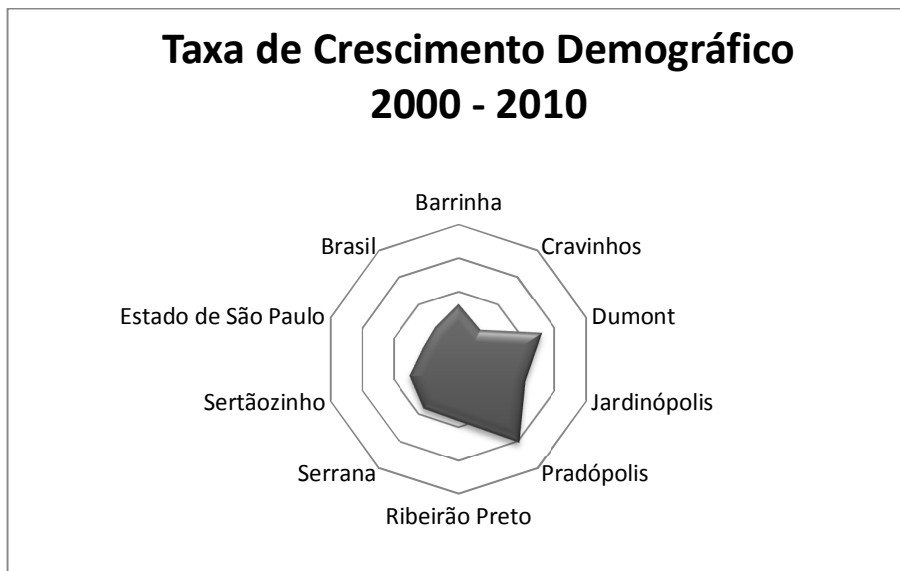 Taxa de Crescimento Demográfico
2000 - 2010
Barrinha
Cravinhos
Dumont
Jardinópolis
Pradópolis
Ribeirão Preto
Serrana
Sertãozinho
Estado de São Paulo
Brasil